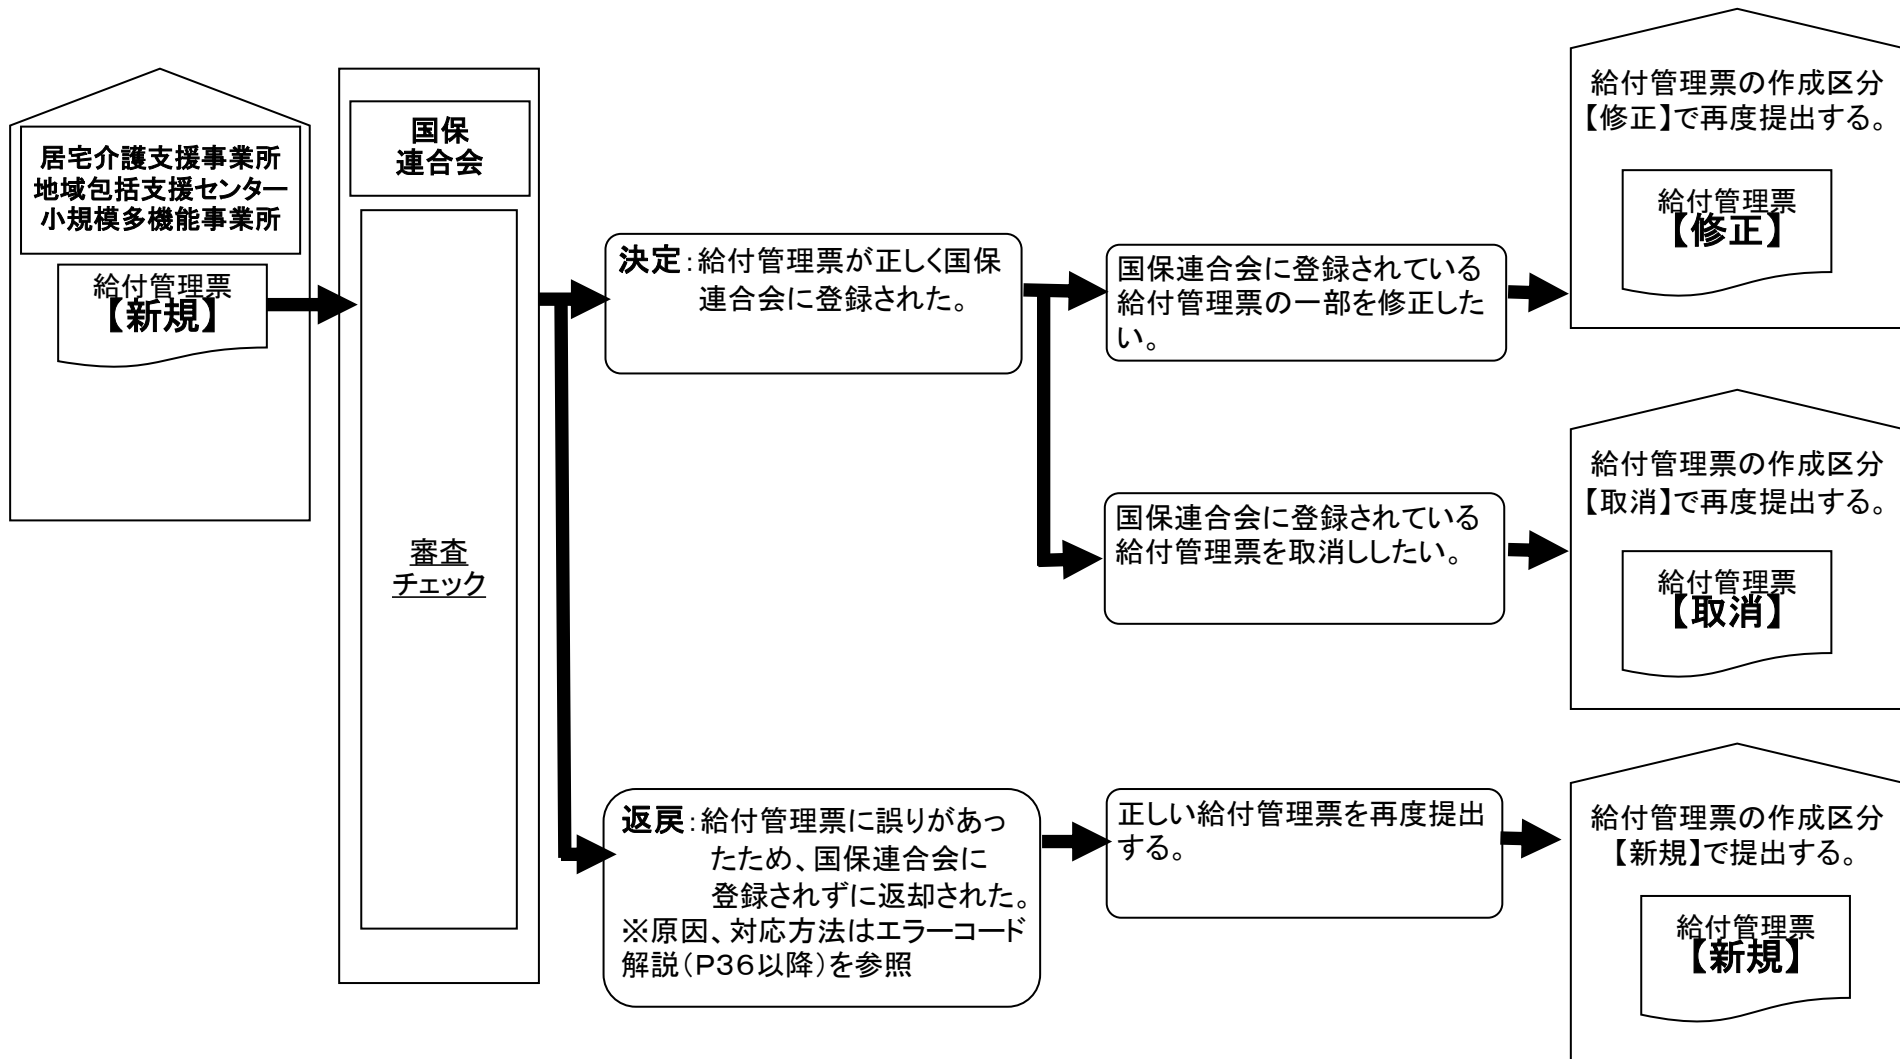 居宅介護支援事業所
地域包括支援センター
小規模多機能事業所
給付管理票
【新規】
国保
連合会
審査
チェック
決定:給付管理票が正しく国保
連合会に登録された。
国保連合会に登録されている
給付管理票の一部を修正した
い。
給付管理票の作成区分
【修正】で再度提出する。
給付管理票
【修正】
国保連合会に登録されている
給付管理票を取消ししたい。
給付管理票の作成区分
【取消】で再度提出する。
給付管理票
【取消】
返戻:給付管理票に誤りがあっ
たため、国保連合会に
登録されずに返却された。
※原因、対応方法はエラーコード
解説(P36以降)を参照
正しい給付管理票を再度提出
する。
給付管理票の作成区分
【新規】で提出する。
給付管理票
【新規】